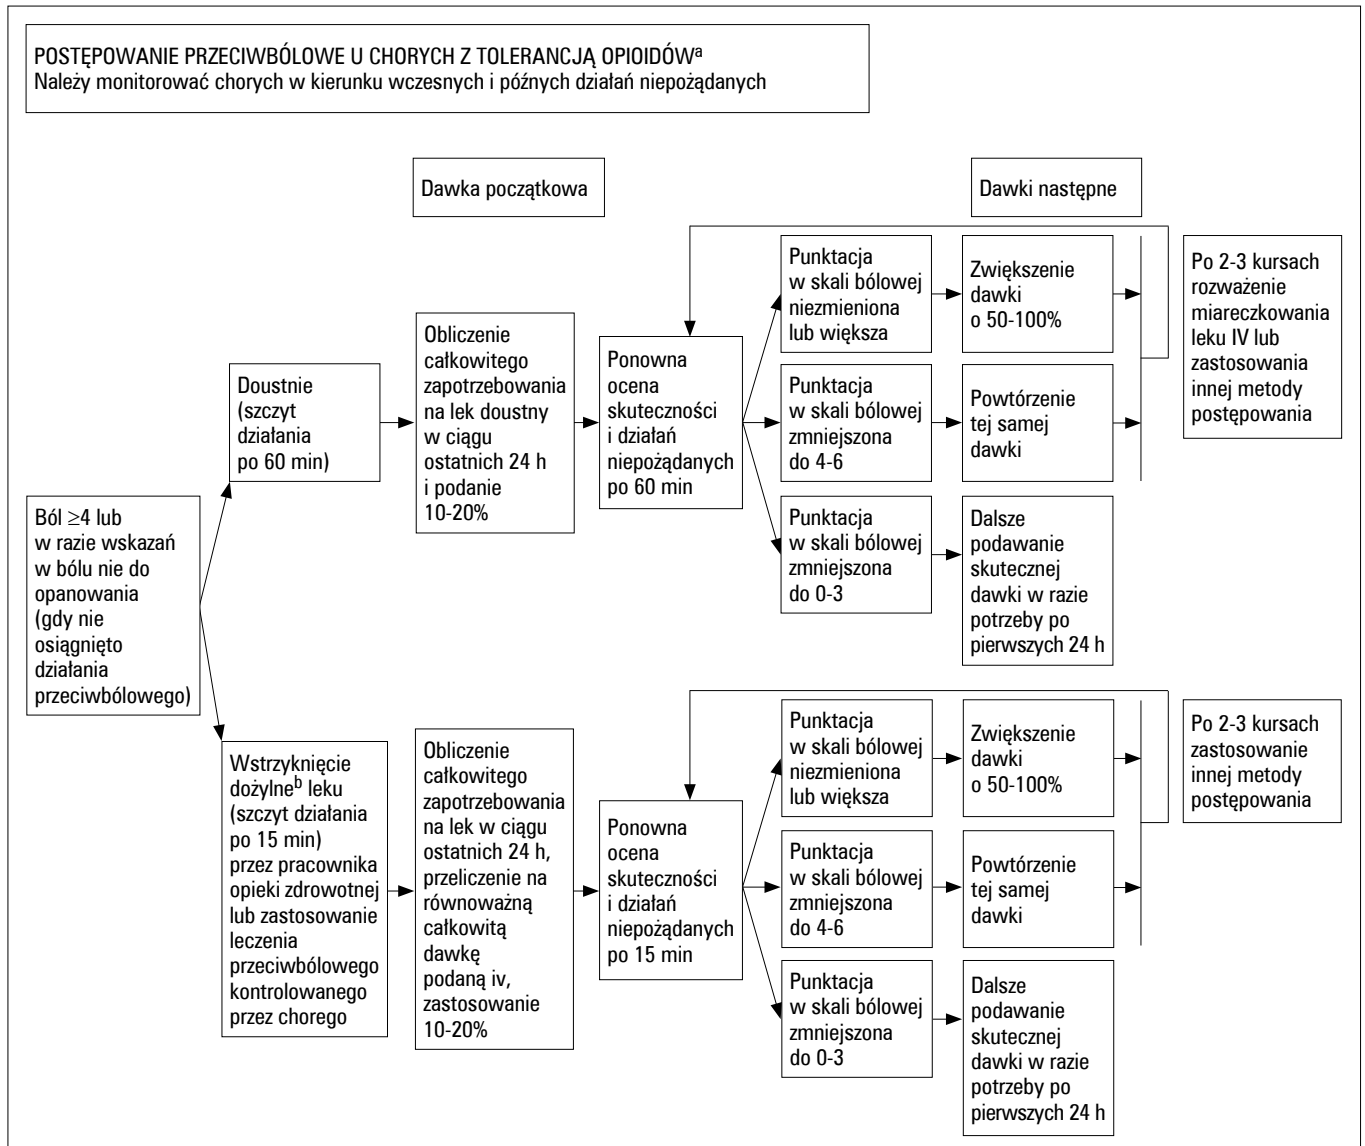 POSTĘPOWANIE PRZECIWBÓLOWE U CHORYCH Z TOLERANCJĄ OPIOIDÓWa
Należy monitorować chorych w kierunku wczesnych i późnych działań niepożądanych
Dawka początkowa
Dawki następne
Ból ≥4 lub
w razie wskazań
w bólu nie do
opanowania
(gdy nie
osiągnięto
działania
przeciwbólowego)
Doustnie
(szczyt
działania
po 60 min)
Obliczenie
całkowitego
zapotrzebowania
na lek doustny
w ciągu
ostatnich 24 h
i podanie
10-20%
Ponowna
ocena
skuteczności
i działań
niepożądanych
po 60 min
Punktacja
w skali bólowej
niezmieniona
lub większa
Zwiększenie
dawki
o 50-100%
Punktacja
w skali bólowej
zmniejszona
do 4-6
Powtórzenie
tej samej
dawki
Punktacja
w skali bólowej
zmniejszona
do 0-3
Dalsze
podawanie
skutecznej
dawki w razie
potrzeby po
pierwszych 24 h
Po 2-3 kursach
rozważenie
miareczkowania
leku IV lub
zastosowania
innej metody
postępowania
Wstrzyknięcie
dożylneb leku
(szczyt działania
po 15 min)
przez pracownika
opieki zdrowotnej
lub zastosowanie
leczenia
przeciwbólowego
kontrolowanego
przez chorego
Obliczenie
całkowitego
zapotrzebowania
na lek w ciągu
ostatnich 24 h,
przeliczenie na
równoważną
całkowitą
dawkę
podaną iv,
zastosowanie
10-20%
Ponowna
ocena
skuteczności
i działań
niepożądanych
po 15 min
Punktacja
w skali bólowej
niezmieniona
lub większa
Zwiększenie
dawki
o 50-100%
Punktacja
w skali bólowej
zmniejszona
do 4-6
Powtórzenie
tej samej
dawki
Punktacja
w skali bólowej
zmniejszona
do 0-3
Dalsze
podawanie
skutecznej
dawki w razie
potrzeby po
pierwszych 24 h
Po 2-3 kursach
zastosowanie
innej metody
postępowania